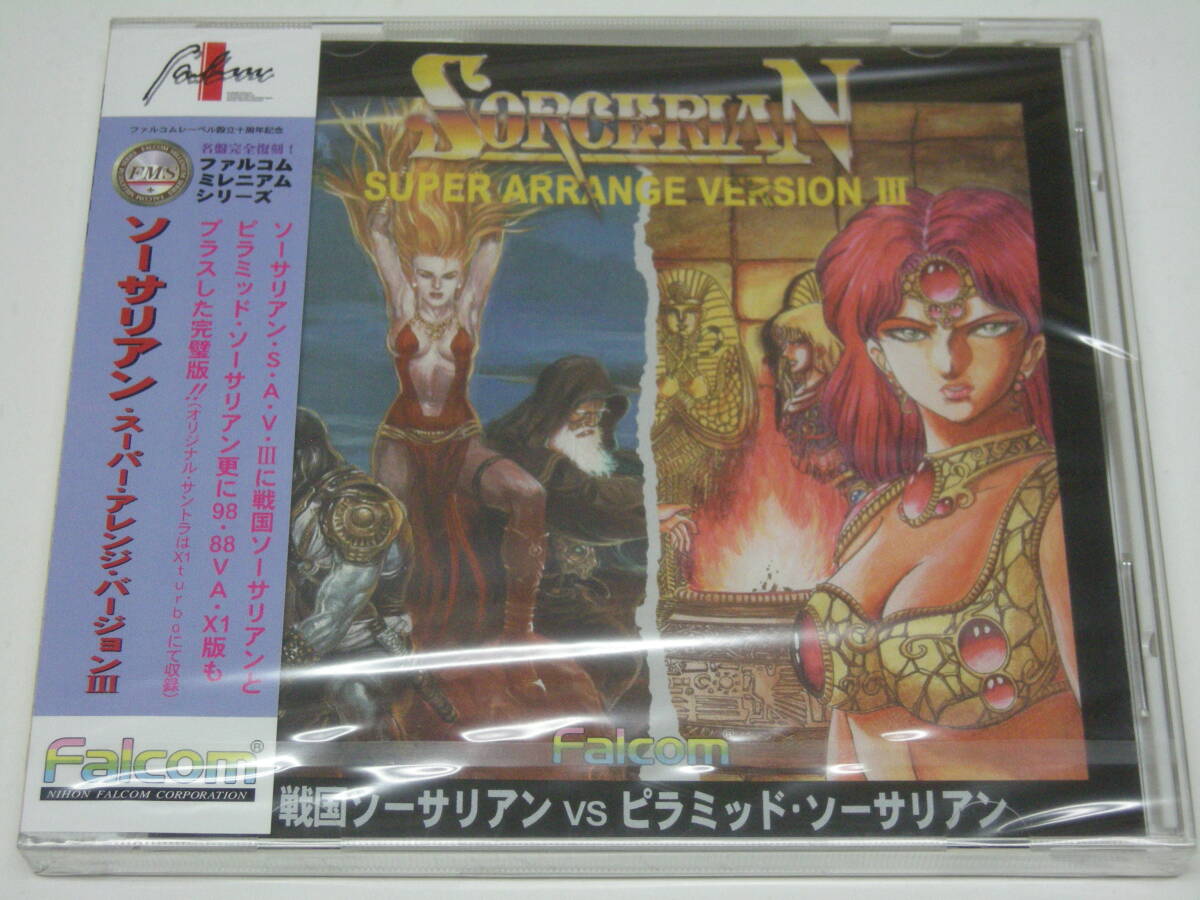 Falcom
ファルコムレーベル設立十周年記念
名盤完全復刻!
ファルコム
ミレニアム
シリーズ
FMS
ソーサリアン・スーパー・アレンジ・バージョンIII
ソーサリアン・S・A・V・IIIに戦国ソーサリアンと
ピラミッド・ソーサリアン更に98・88VA・X1版も
プラスした完璧版!!(オリジナル・サントラはX1turboにて収録)
Falcom®
NIHON FALCOM CORPORATION
SORCERIAN
SUPER ARRANGE VERSION III
Falcom
戦国ソーサリアン VS ピラミッド・ソーサリアン